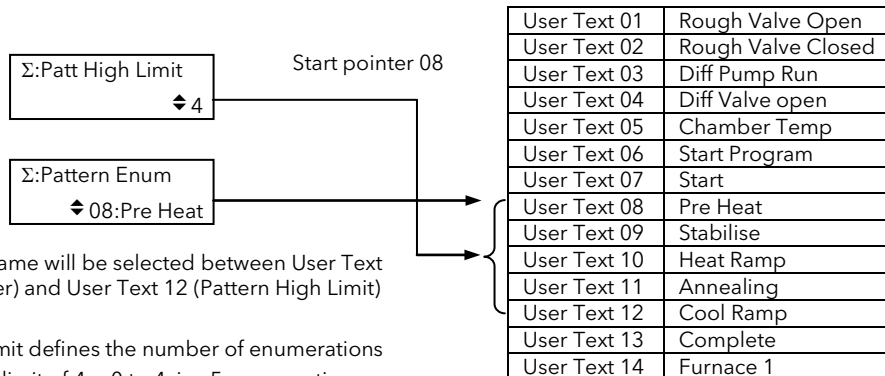 Σ:Patt High Limit
4
Start pointer 08
Σ:Pattern Enum
08:Pre Heat
ame will be selected between User Text
er) and User Text 12 (Pattern High Limit)
mit defines the number of enumerations
User Text 01 Rough Valve Open
User Text 02 Rough Valve Closed
User Text 03 Diff Pump Run
User Text 04 Diff Valve open
User Text 05 Chamber Temp
User Text 06 Start Program
User Text 07 Start
User Text 08 Pre Heat
User Text 09 Stabilise
User Text 10 Heat Ramp
User Text 11 Annealing
User Text 12 Cool Ramp
User Text 13 Complete
User Text 14 Furnace 1